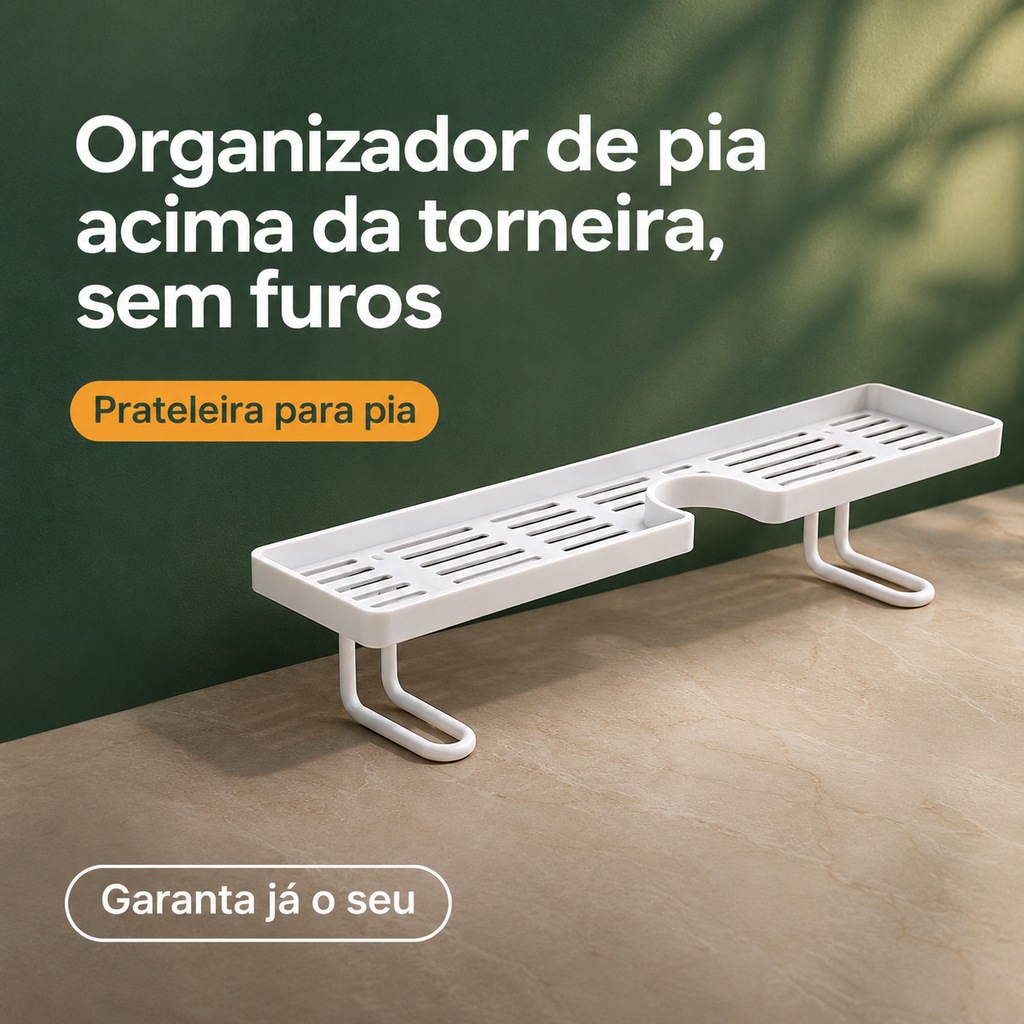 Organizador de pia
acima da torneira,
sem furos
Prateleira para pia
Garanta já o seu